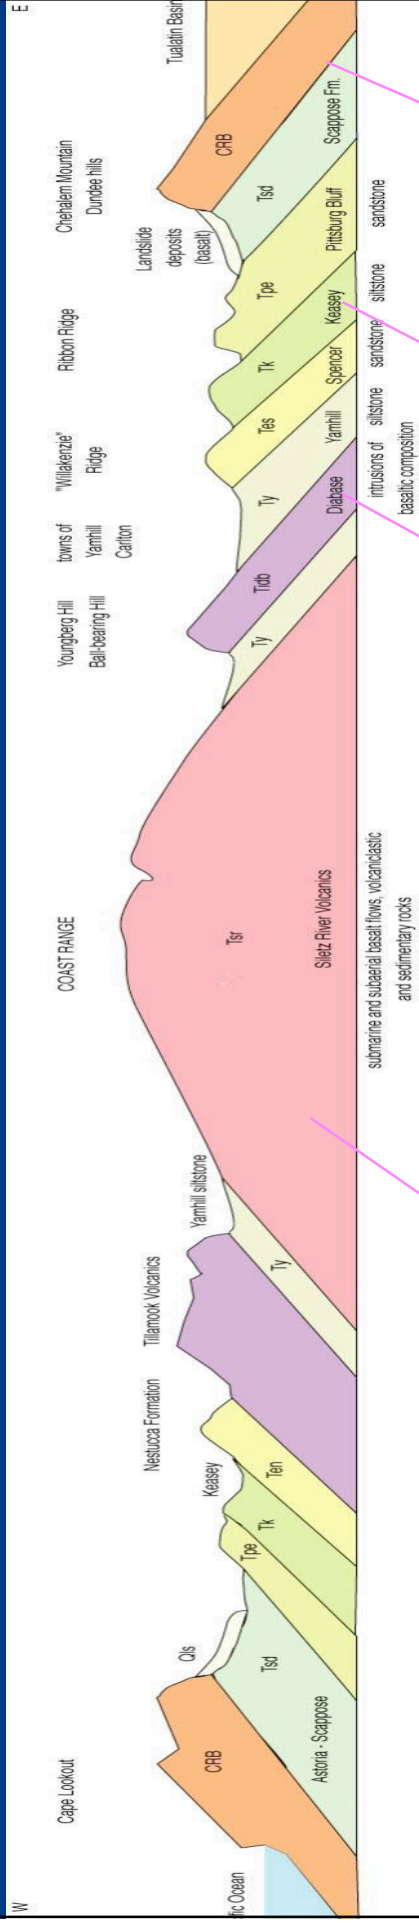 W
E
Cape Lookout
Nestucca Formation
Tillamook Volcanics
COAST RANGE
Youngberg Hill
Ball-bearing Hill
towns of
Yamhill
Carlton
"Willakenzie"
Ridge
Ribbon Ridge
Chehalem Mountain
Dundee hills
Tualatin Basin
Qls
Keasey
Yamhill siltstone
Landslide
deposits
(basalt)
fic Ocean
CRB
Tsd
Tpe
Tk
Ten
Ty
Tsr
Ty
Tidb
Ty
Tes
Tk
Tpe
Tsd
CRB
Astoria - Scappose
Siletz River Volcanics
Diabase
Yamhill
Spencer
Keasey
Pittsburg Bluff
Scappose Fm.
submarine and subaerial basalt flows, volcaniclastic
and sedimentary rocks
intrusions of
basaltic composition
siltstone
sandstone
siltstone
sandstone